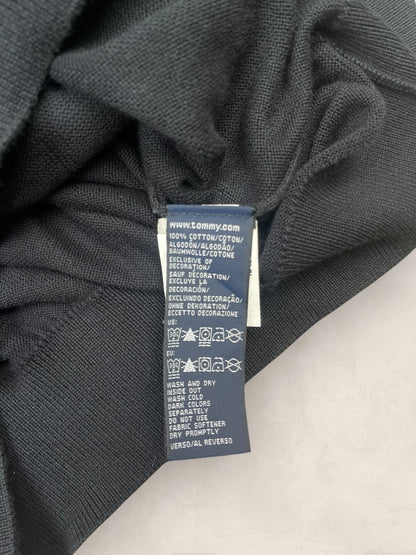 www.tommy.com
100% COTTON/COTON/
ALGODÓN/ALGODÃO/
BAUMWOLLE/COTONE
EXCLUSIVE OF
DECORATION/
SAUF DÉCORATION/
EXCLUYE LA
DECORACIÓN/
EXCLUINDO DECORAÇÃO/
OHNE DEKORATION/
ECCETTO DECORAZIONE
US:
EU:
WASH AND DRY
INSIDE OUT
WASH COLD
DARK COLORS
SEPARATELY
DO NOT USE
FABRIC SOFTENER
DRY PROMPTLY
VERSO/AL REVERSO